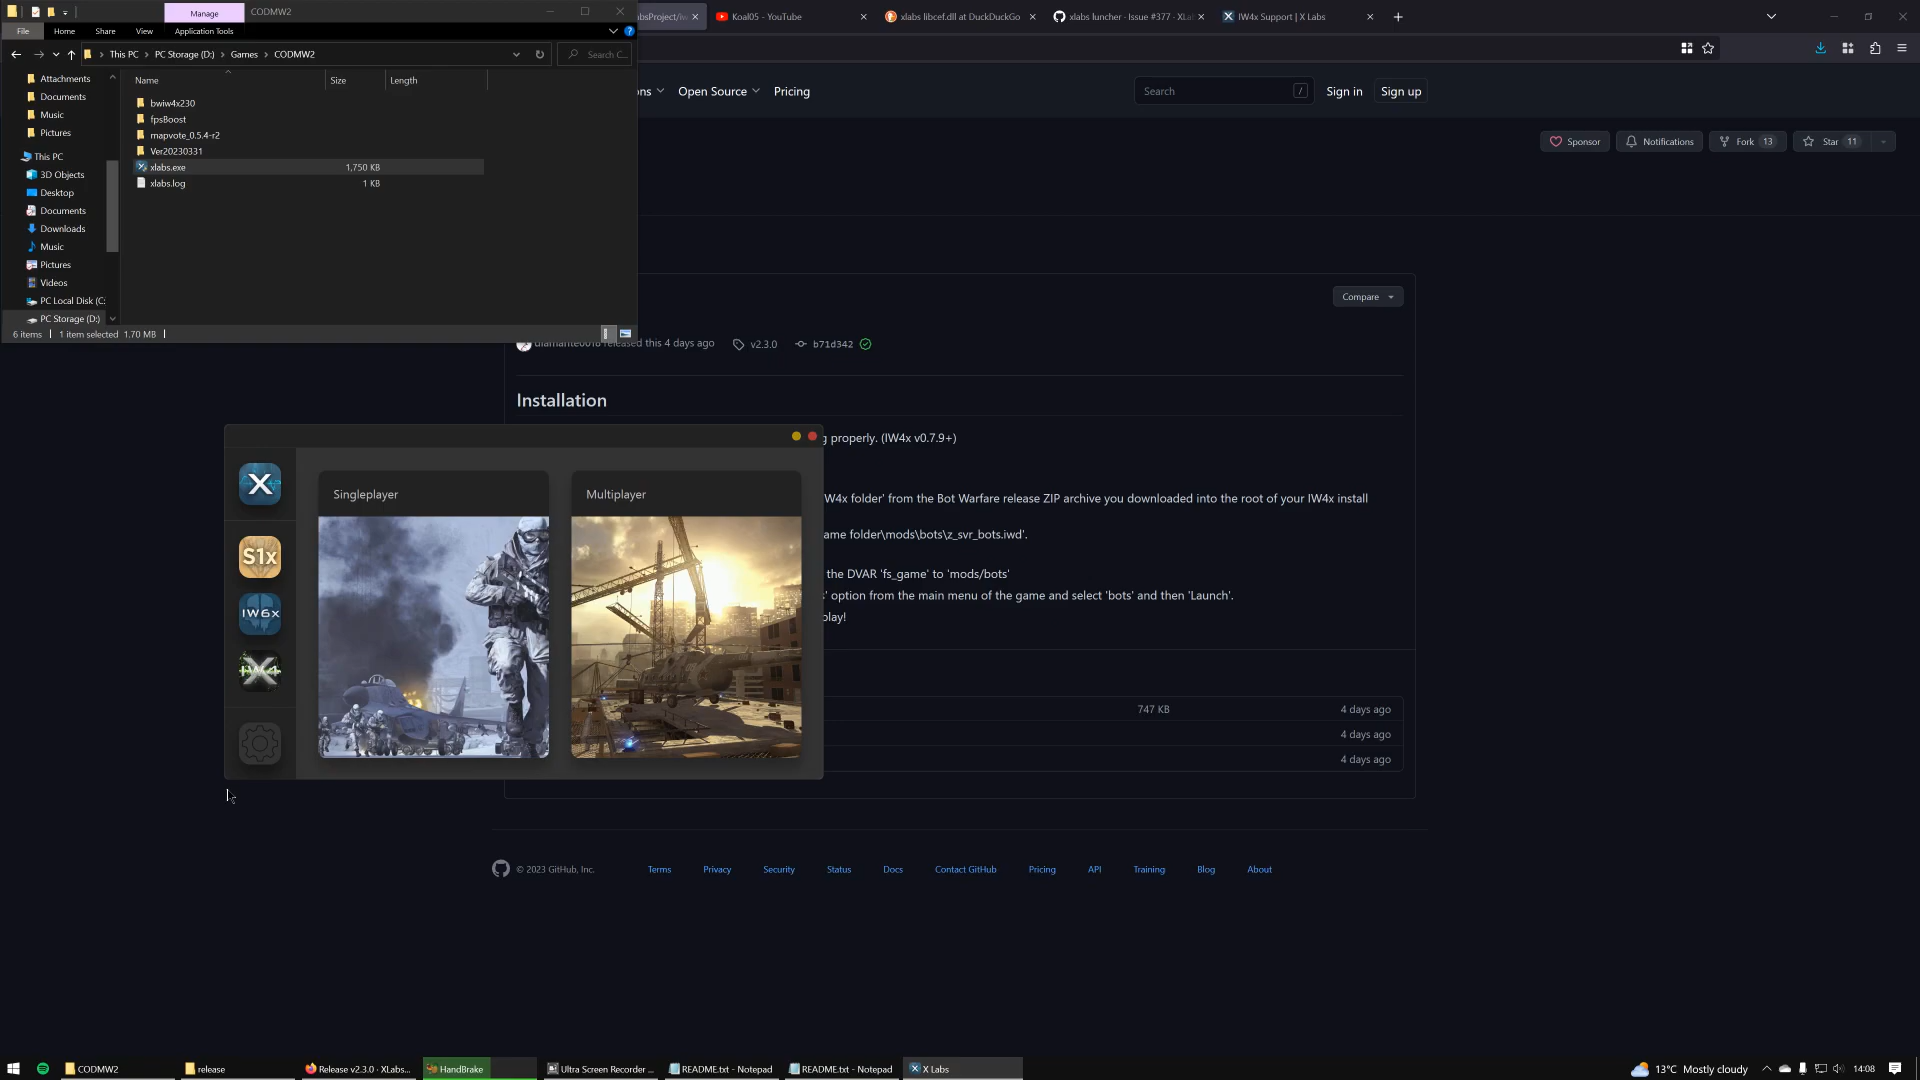 Manage
CODMW2
File
Home
Share
View
Application Tools
This PC
PC Storage (D:)
Games
CODMW2
Search C...
Attachments
Documents
Music
Pictures
This PC
3D Objects
Desktop
Documents
Downloads
Music
Pictures
Videos
PC Local Disk (C:
PC Storage (D:)
Name
Size
Length
bwiw4x230
fpsBoost
mapvote_0.5.4-r2
Ver20230331
xlabs.exe
1,750 KB
xlabs.log
1 KB
6 items
1 item selected
1.70 MB
Koal05 - YouTube
xlabs libcef.dll at DuckDuckGo
xlabs luncher · Issue #377 · XLa
IW4x Support | X Labs
ons
Open Source
Pricing
Search
/
Sign in
Sign up
Sponsor
Notifications
Fork
13
Star
11
Compare
released this 4 days ago
v2.3.0
b71d342
Installation
g properly. (IW4x v0.7.9+)
W4x folder' from the Bot Warfare release ZIP archive you downloaded into the root of your IW4x install
ame folder\mods\bots\z_svr_bots.iwd'.
the DVAR 'fs_game' to 'mods/bots'
s' option from the main menu of the game and select 'bots' and then 'Launch'.
play!
747 KB
4 days ago
4 days ago
4 days ago
X
S1x
IW6x
IW4
Singleplayer
Multiplayer
© 2023 GitHub, Inc.
Terms
Privacy
Security
Status
Docs
Contact GitHub
Pricing
API
Training
Blog
About
CODMW2
release
Release v2.3.0 · XLabs...
HandBrake
Ultra Screen Recorder ...
README.txt - Notepad
README.txt - Notepad
X Labs
13°C
Mostly cloudy
14:08